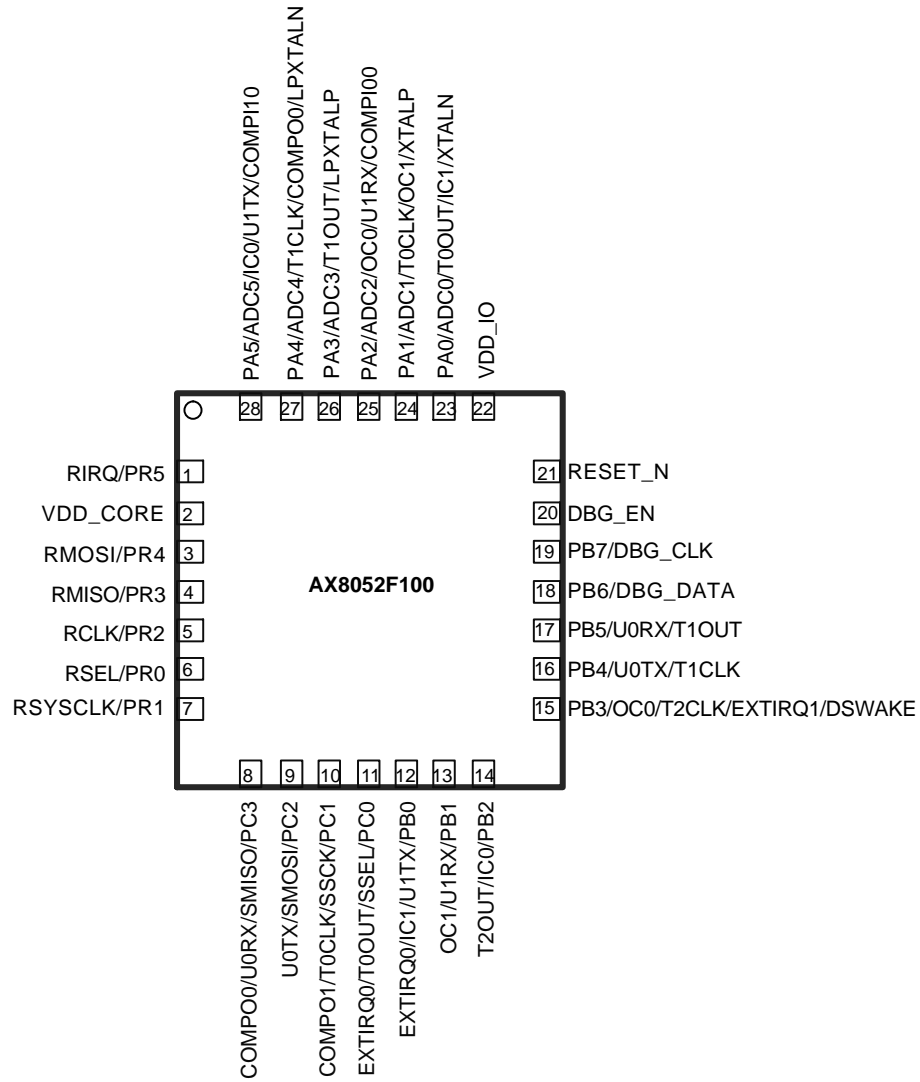 PA5/ADC5/IC0/U1TX/COMPI10
PA4/ADC4/T1CLK/COMPO0/LPXTALN
PA3/ADC3/T1OUT/LPXTALP
PA2/ADC2/OC0/U1RX/COMPI00
PA1/ADC1/T0CLK/OC1/XTALP
PA0/ADC0/T0OUT/IC1/XTALN
VDD_IO
28 27 26 25 24 23 22
RIRQ/PR5 1
VDD_CORE 2
RMOSI/PR4 3
RMISO/PR3 4
RCLK/PR2 5
RSEL/PR0 6
RSYSCLK/PR1 7
AX8052F100
21 RESET_N
20 DBG_EN
19 PB7/DBG_CLK
18 PB6/DBG_DATA
17 PB5/U0RX/T1OUT
16 PB4/U0TX/T1CLK
15 PB3/OC0/T2CLK/EXTIRQ1/DSWAKE
8 9 10 11 12 13 14
COMPO0/U0RX/SMISO/PC3
U0TX/SMOSI/PC2
COMPO1/T0CLK/SSCK/PC1
EXTIRQ0/T0OUT/SSEL/PC0
EXTIRQ0/IC1/U1TX/PB0
OC1/U1RX/PB1
T2OUT/IC0/PB2